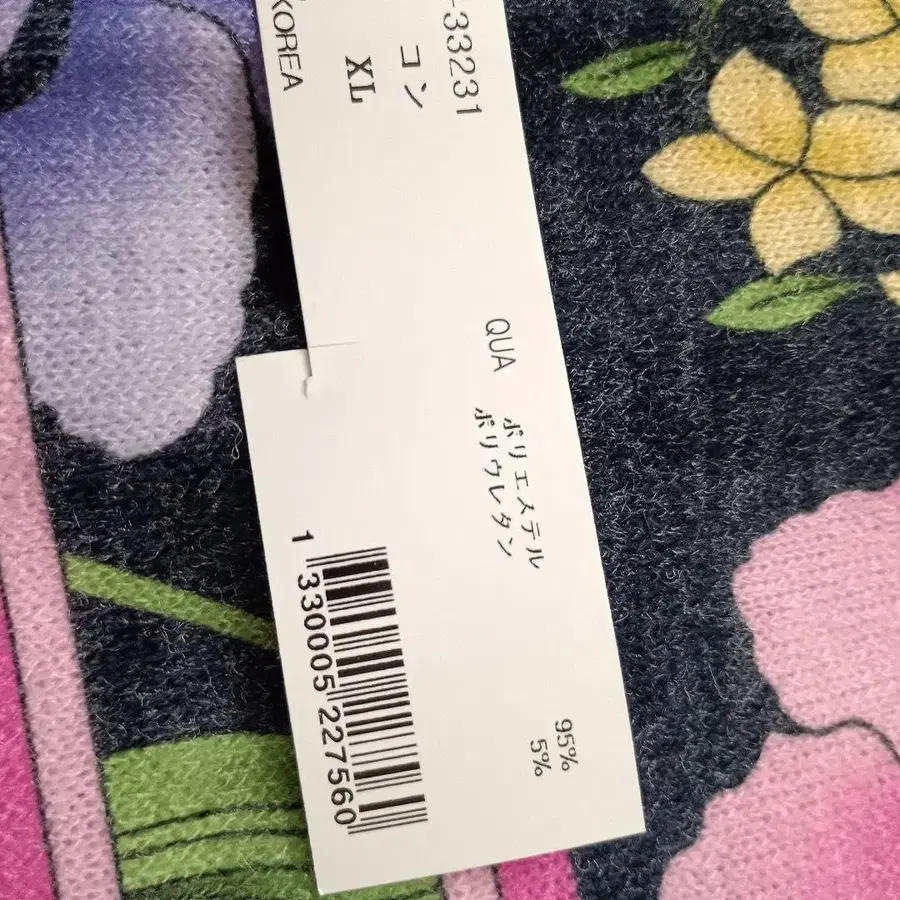 -33231
コン
XL
KOREA
QUA
ポリエステル 95%
ポリウレタン 5%
1 330005 227560